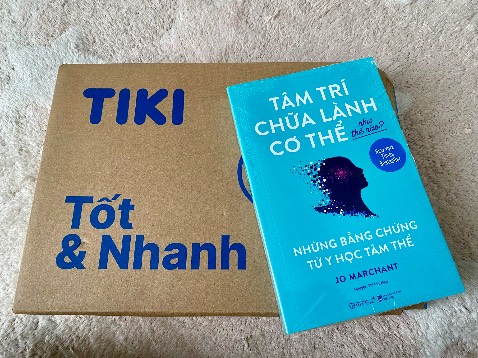 TIKI
Tốt
& Nhanh
TÂM TRÍ
CHỮA LÀNH
CƠ THỂ
như
thế nào?
NHỮNG BẰNG CHỨNG
TỪ Y HỌC TÂM THỂ
JO MARCHANT